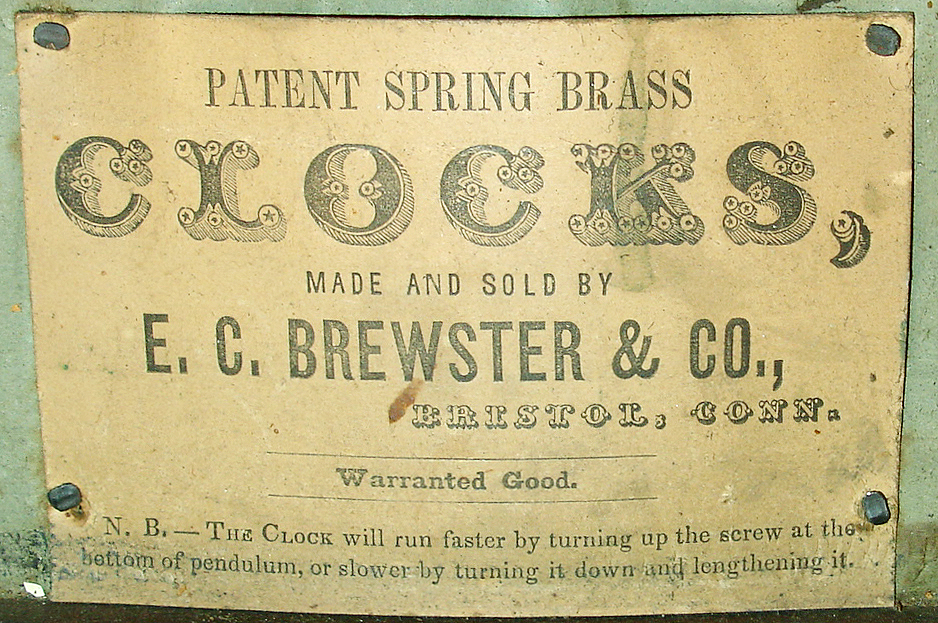 PATENT SPRING BRASS
CLOCKS,
MADE AND SOLD BY
E. C. BREWSTER & CO.,
BRISTOL, CONN.
Warranted Good.
N. B. — THE CLOCK will run faster by turning up the screw at the
bottom of pendulum, or slower by turning it down and lengthening it.